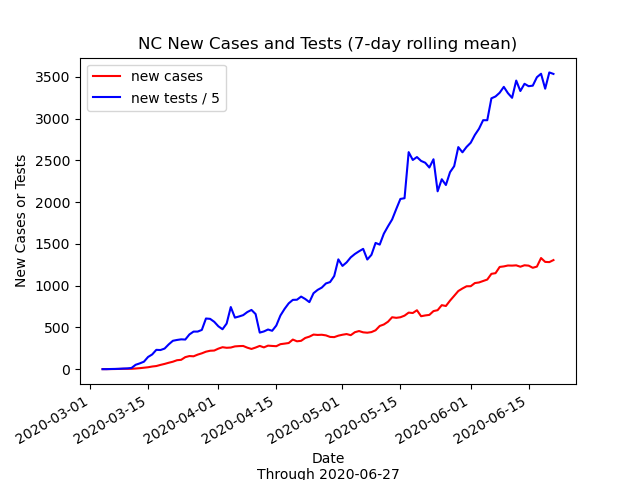 NC New Cases and Tests (7-day rolling mean)
new cases
new tests / 5
New Cases or Tests
3500
3000
2500
2000
1500
1000
500
0
2020-03-01
2020-03-15
2020-04-01
2020-04-15
2020-05-01
2020-05-15
2020-06-01
2020-06-15
Date
Through 2020-06-27